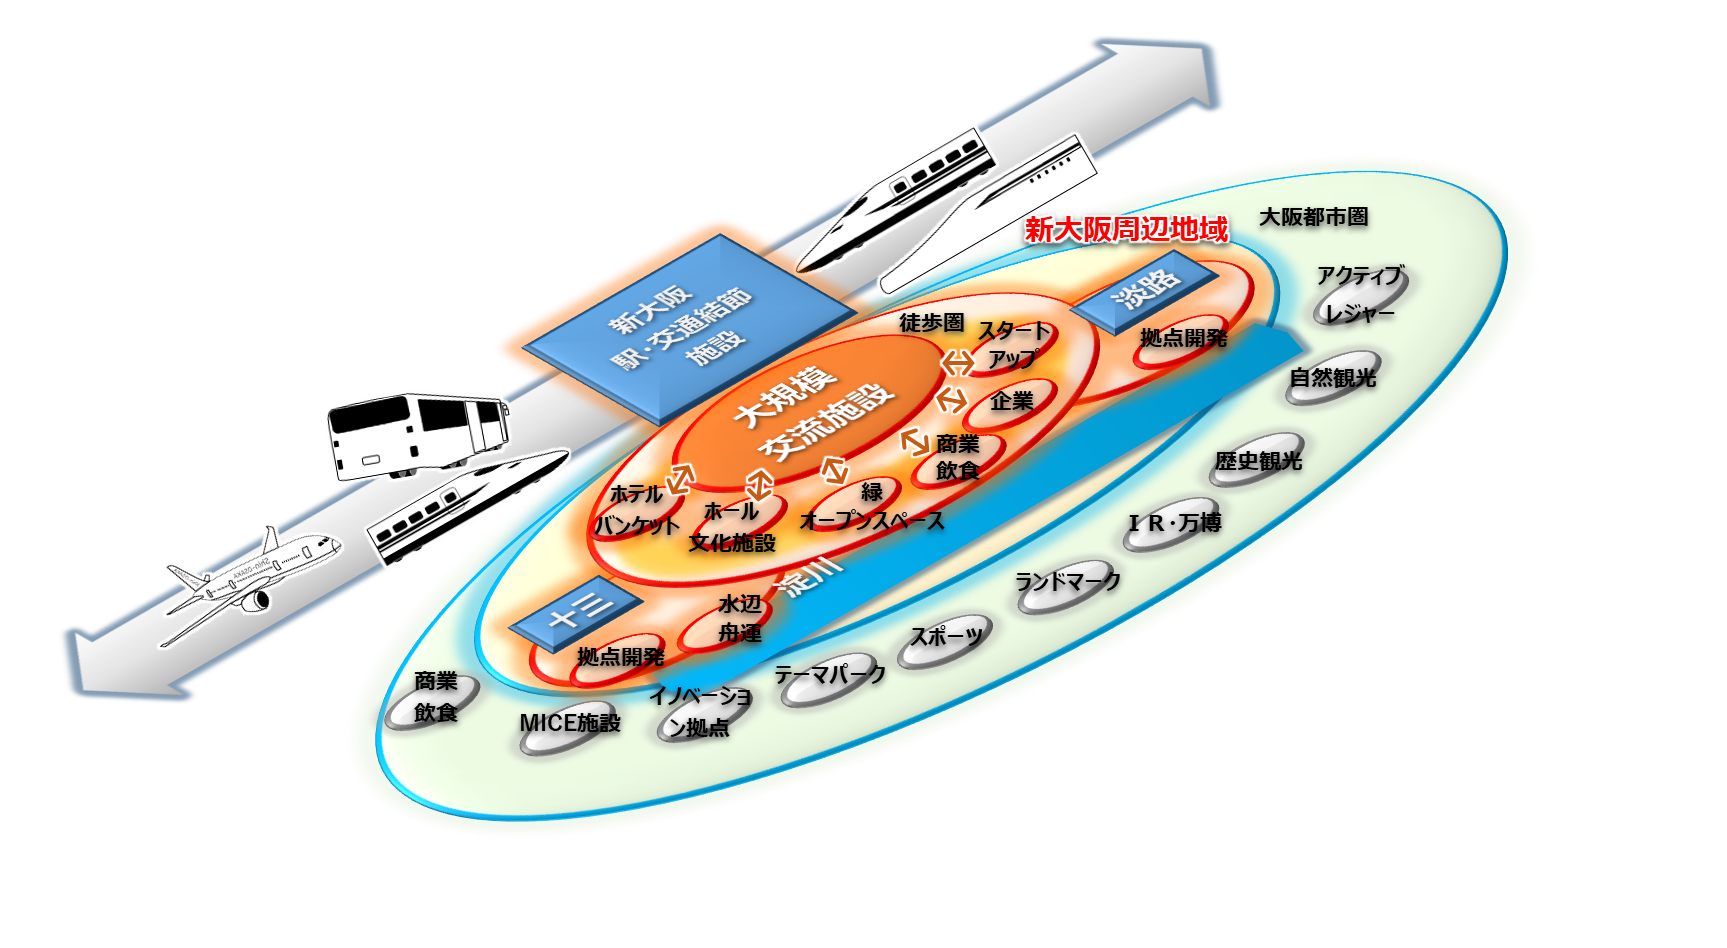 大阪都市圏
新大阪周辺地域
アクティブ
レジャー
淡路
拠点開発
新大阪
駅・交通結節
施設
徒歩圏
スタート
アップ
大規模
交流施設
企業
商業
飲食
緑
オープンスペース
ホテル
バンケット
ホール
文化施設
自然観光
歴史観光
ＩＲ・万博
ランドマーク
スポーツ
テーマパーク
淀川
十三
水辺
舟運
拠点開発
イノベーショ
ン拠点
MICE施設
商業
飲食